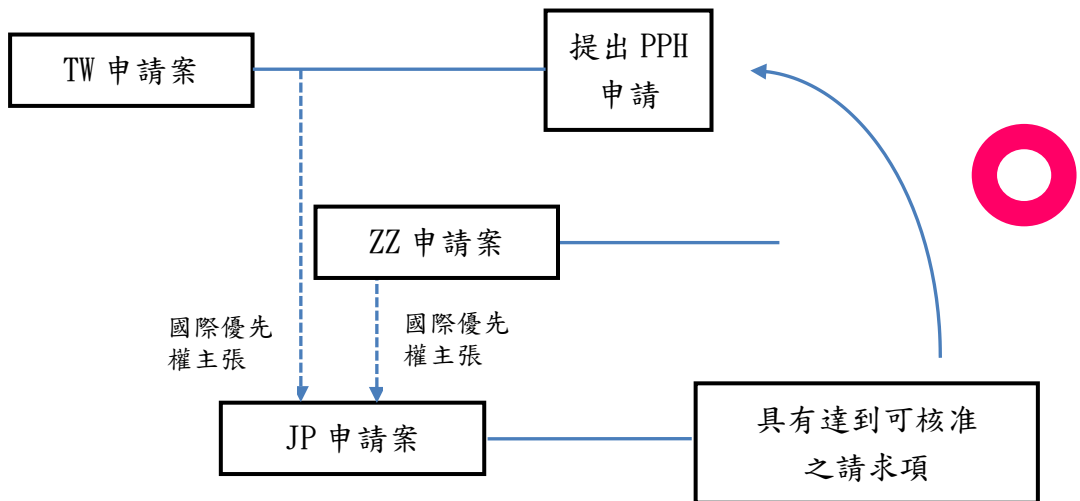 TW 申請案
提出 PPH
申請
ZZ 申請案
國際優先
權主張
國際優先
權主張
JP 申請案
具有達到可核准
之請求項